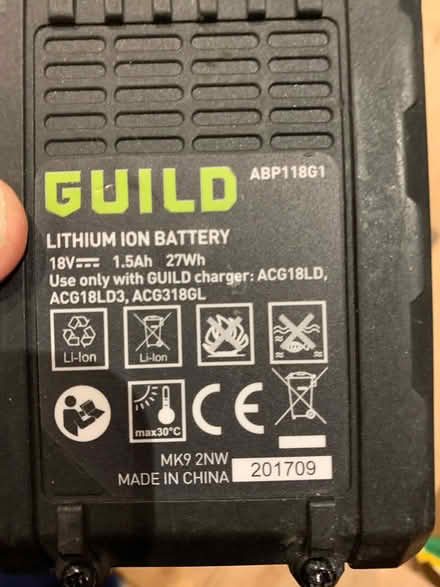 GUILD
ABP118G1
LITHIUM ION BATTERY
18V 1.5Ah 27Wh
Use only with GUILD charger: ACG18LD,
ACG18LD3, ACG318GL
Li-Ion
Li-Ion
max30°C
CE
MK9 2NW
MADE IN CHINA
201709